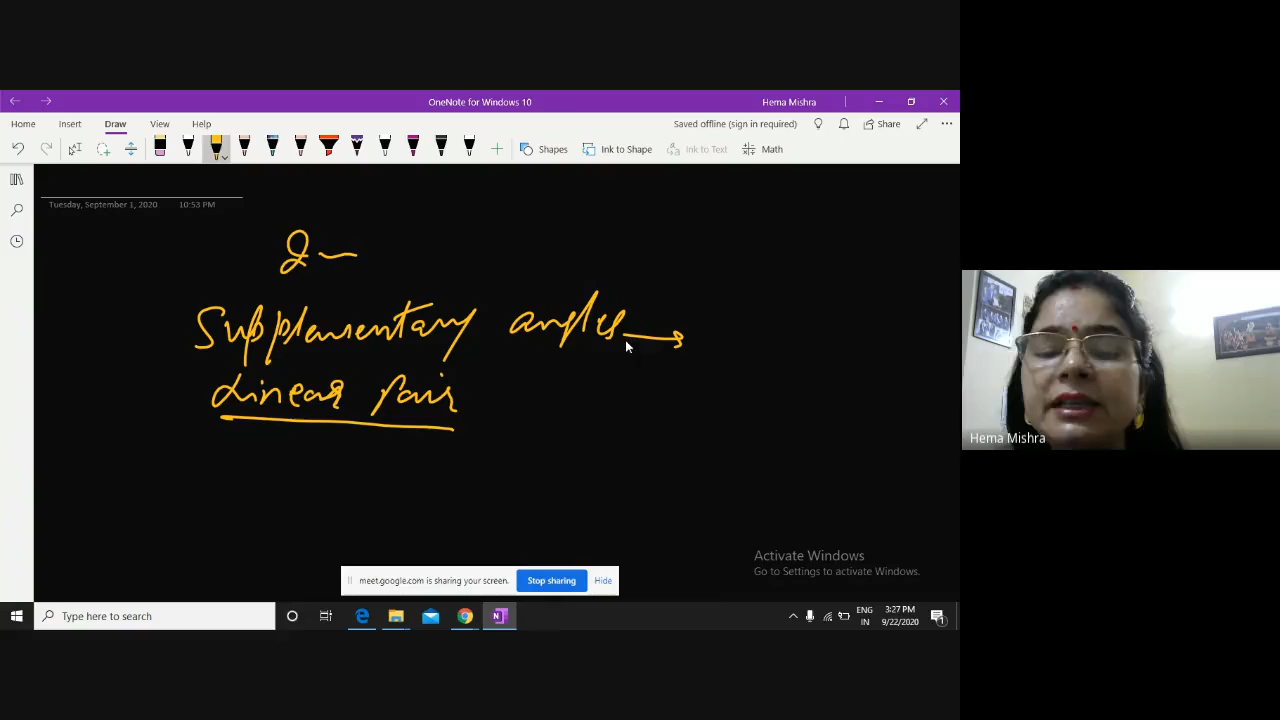 OneNote for Windows 10
Hema Mishra
Home Insert Draw View Help
Saved offline (sign in required)
Share
Shapes
Ink to Shape
Ink to Text
Math
Tuesday, September 1, 2020 10:53 PM
2 —
Supplementary angles →
Linear pair
Hema Mishra
Activate Windows
Go to Settings to activate Windows.
meet.google.com is sharing your screen.
Stop sharing
Hide
Type here to search
ENG
IN
3:27 PM
9/22/2020
1